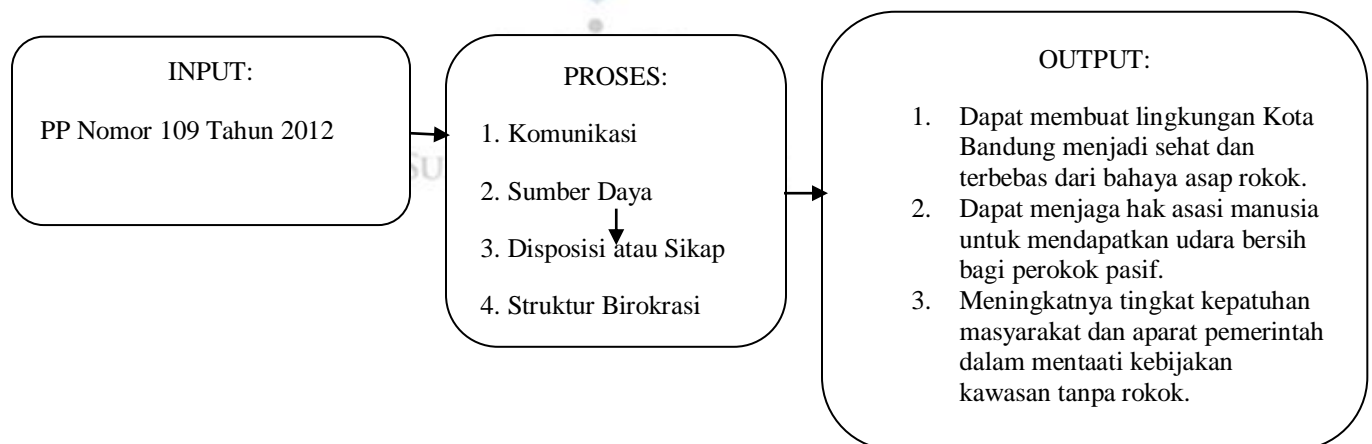 INPUT:
PP Nomor 109 Tahun 2012
PROSES:
1. Komunikasi
2. Sumber Daya
3. Disposisi atau Sikap
4. Struktur Birokrasi
OUTPUT:
1. Dapat membuat lingkungan Kota
Bandung menjadi sehat dan
terbebas dari bahaya asap rokok.
2. Dapat menjaga hak asasi manusia
untuk mendapatkan udara bersih
bagi perokok pasif.
3. Meningkatnya tingkat kepatuhan
masyarakat dan aparat pemerintah
dalam mentaati kebijakan
kawasan tanpa rokok.